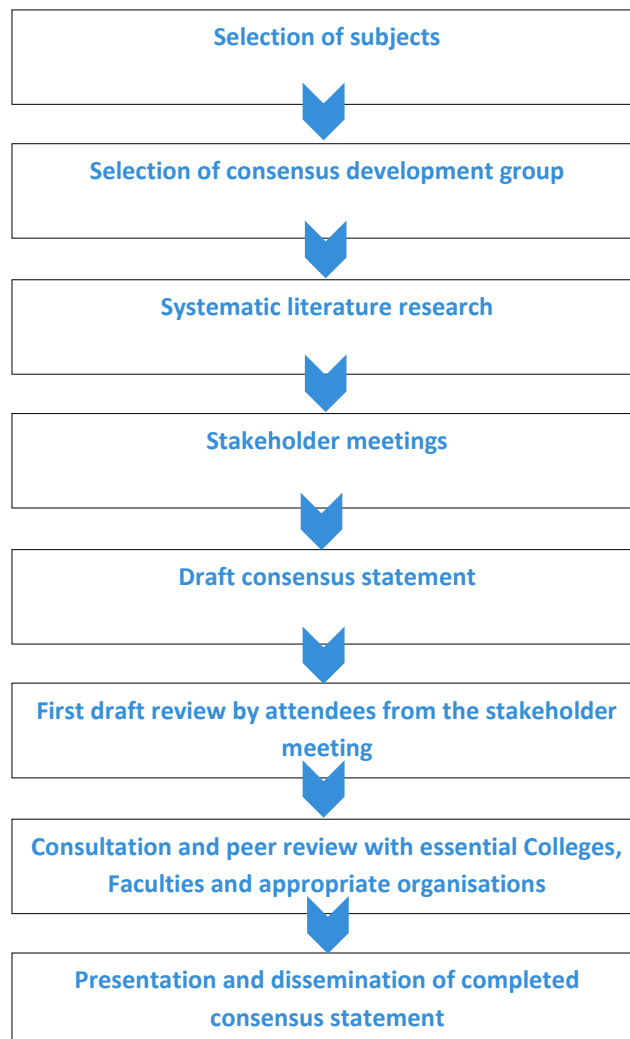 Selection of subjects
Selection of consensus development group
Systematic literature research
Stakeholder meetings
Draft consensus statement
First draft review by attendees from the stakeholder
meeting
Consultation and peer review with essential Colleges,
Faculties and appropriate organisations
Presentation and dissemination of completed
consensus statement